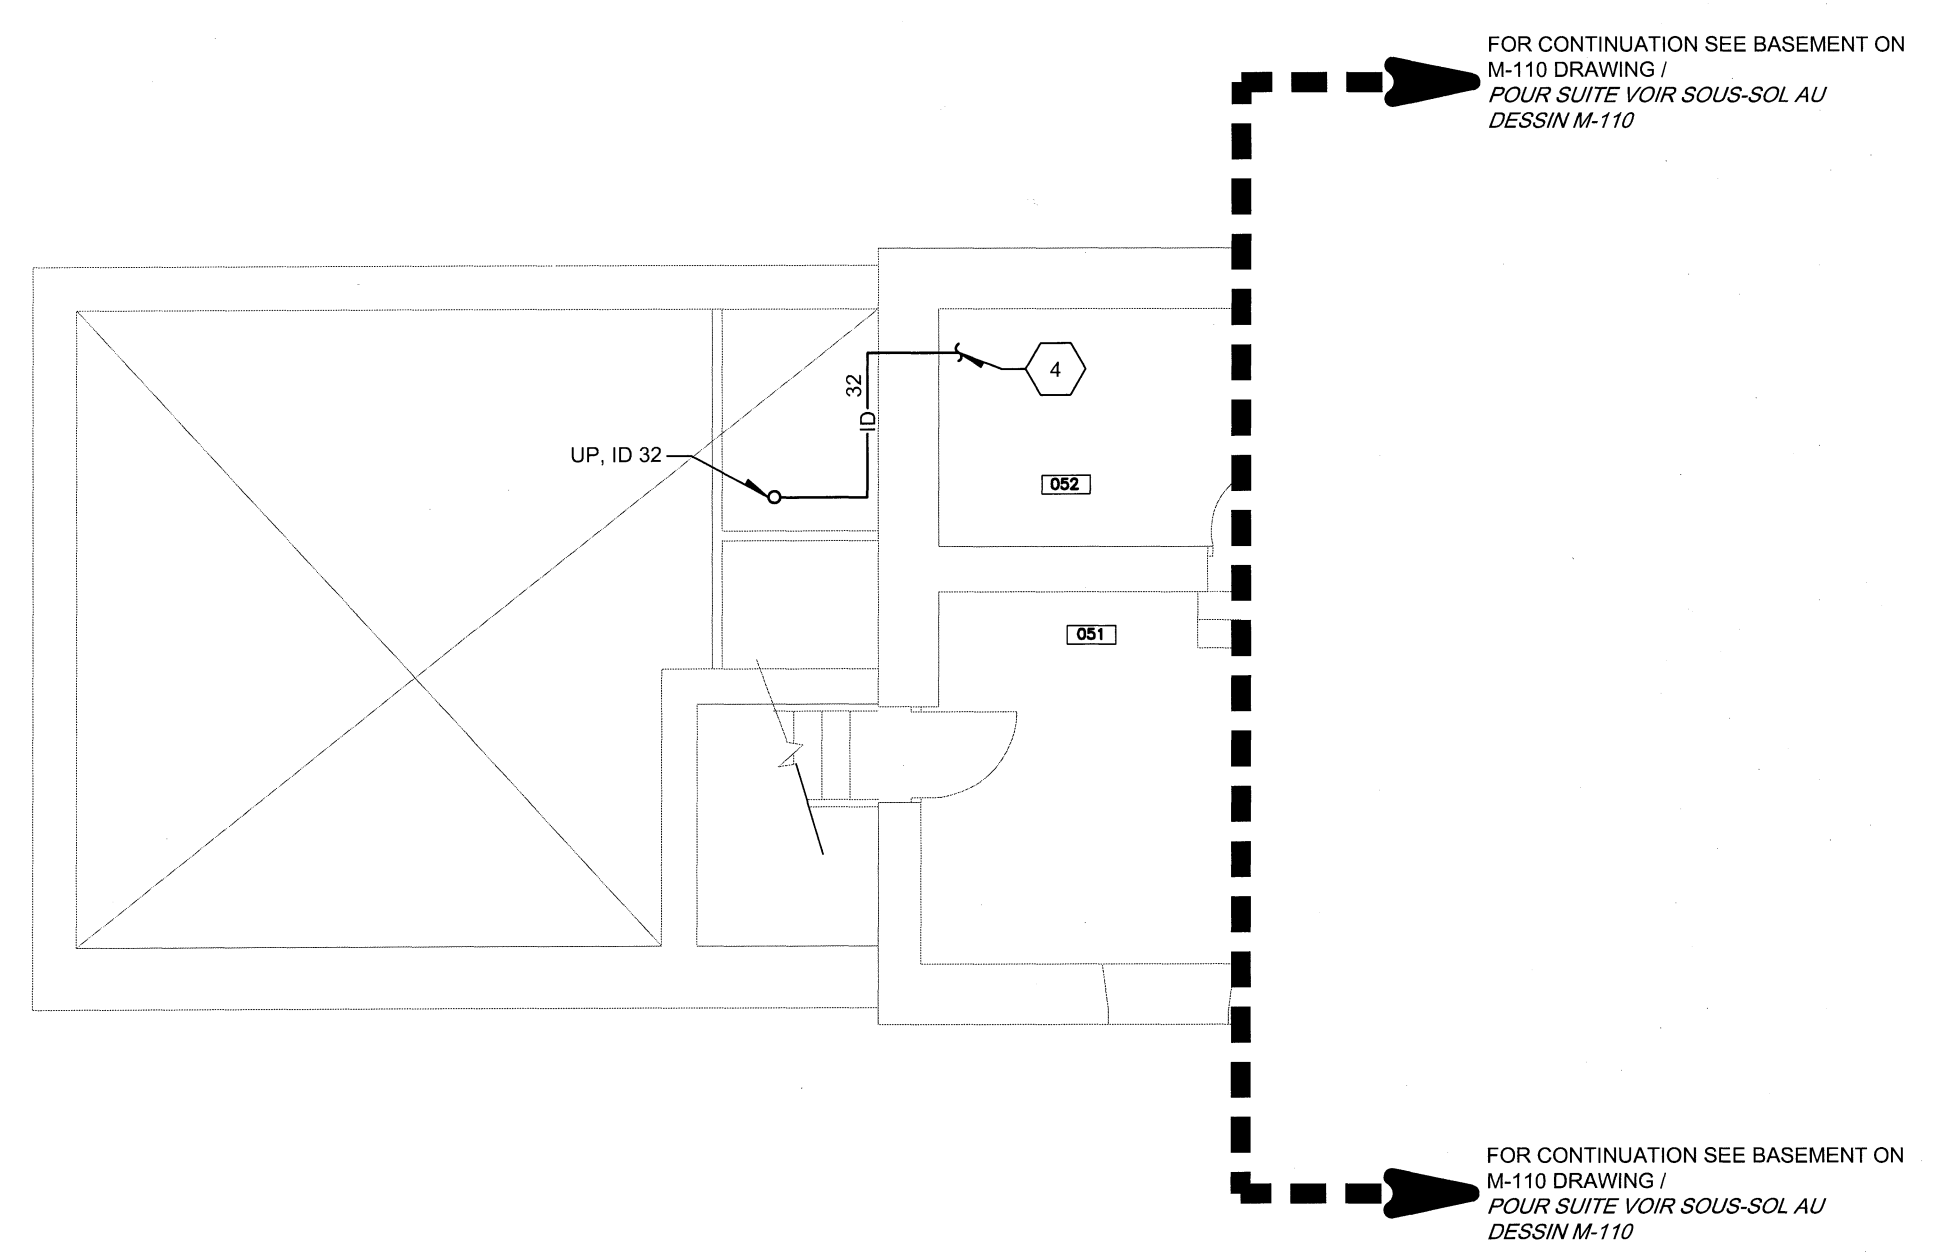 FOR CONTINUATION SEE BASEMENT ON
M-110 DRAWING /
POUR SUITE VOIR SOUS-SOL AU
DESSIN M-110
4
32
ID
UP, ID 32
052
051
FOR CONTINUATION SEE BASEMENT ON
M-110 DRAWING /
POUR SUITE VOIR SOUS-SOL AU
DESSIN M-110